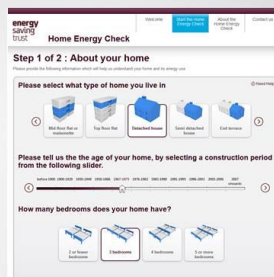 energy
saving
trust
Home Energy Check
Welcome
Start the Home
Energy Check
About the
Home Energy
Check
Contact us
Step 1 of 2 : About your home
Please provide the following information which will help us understand your home and its energy use.
Please select what type of home you live in
Mid floor flat or
maisonette
Top floor flat
Detached house
Semi detached
house
End terrace
Please tell us the the age of your home, by selecting a construction period
from the following slider.
before 1900
2007
onwards
How many bedrooms does your home have?
2 or fewer
bedrooms
3 bedrooms
4 bedrooms
5 or more
bedrooms